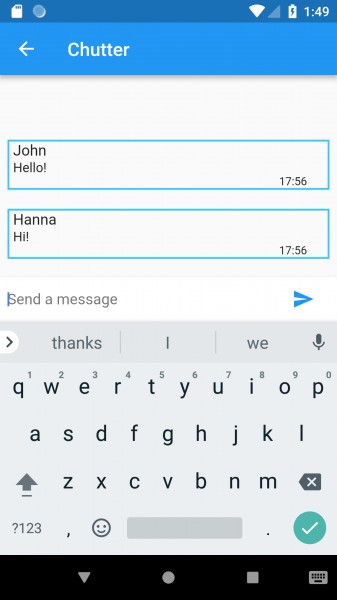 1:49
Chutter
John
Hello!
17:56
Hanna
Hi!
17:56
Send a message
thanks I we
1 2 3 4 5 6 7 8 9 0
q w e r t y u i o p
a s d f g h j k l
z x c v b n m
?123 , .